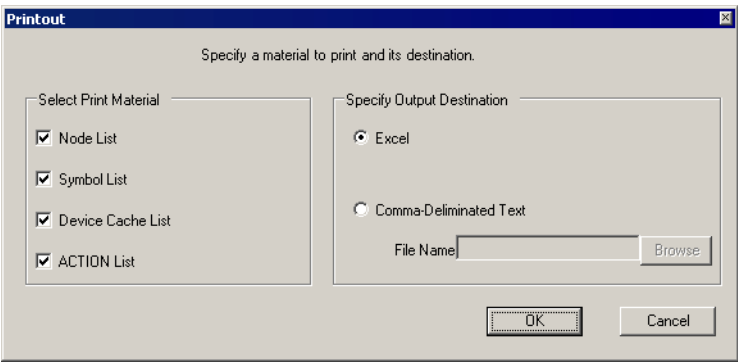 Printout
Specify a material to print and its destination.
Select Print Material
Node List
Symbol List
Device Cache List
ACTION List
Specify Output Destination
Excel
Comma-Deliminated Text
File Name
Browse
OK
Cancel